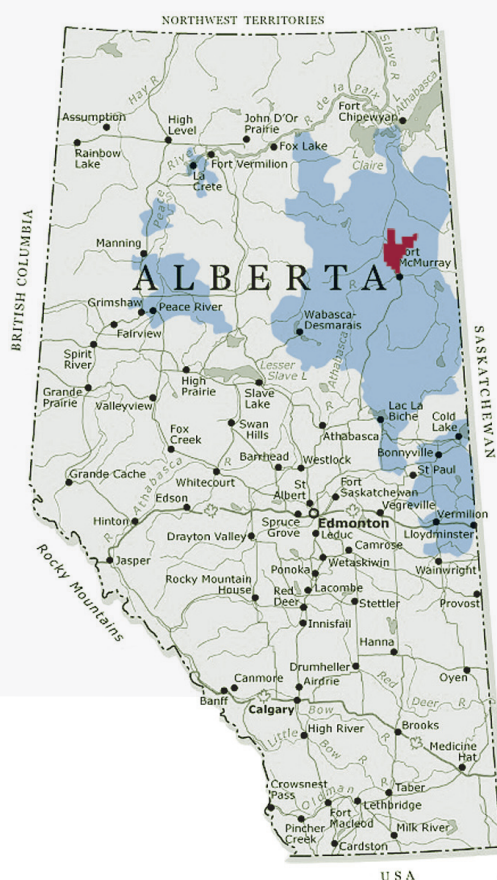 NORTHWEST TERRITORIES
Hay R
Slave R
de la Paix
R
Fort
Chipewyan
L
Athabasca
Assumption
High
Level
John D'Or
Prairie
Rainbow
Lake
Fox Lake
River
Fort Vermilion
L
Claire
La
Crete
Peace
Manning
BRITISH COLUMBIA
ALBERTA
Fort
McMurray
R
Grimshaw
Peace River
Fairview
Wabasca-
Desmarais
Athabasca
SASKATCHEWAN
Spirit
River
Lesser
Slave L
Grande
Prairie
High
Prairie
Slave
Lake
Valleyview
R
Lac La
Biche
Cold
Lake
Fox
Creek
Swan
Hills
Athabasca
Bonnyville
Barrhead
Westlock
St Paul
Grande Cache
Athabasca
R
Whitecourt
St
Albert
Fort
Saskatchewan
Edson
Vegreville
Vermilion
Hinton
Spruce
Grove
Edmonton
Lloydminster
R
Drayton Valley
Leduc
Camrose
Jasper
Wetaskiwin
Wainwright
Ponoka
Rocky Mountains
Rocky Mountain
House
Red
Deer
Lacombe
Stettler
Provost
Innisfail
Hanna
Drumheller
Oyen
Canmore
Airdrie
Red
Banff
Calgary
Bow
Deer R
Little
Bow
R
High River
R
Brooks
Medicine
Hat
Crowsnest
Pass
Oldman
R
Taber
Lethbridge
Pincher
Creek
Fort
Macleod
Milk River
Cardston
USA